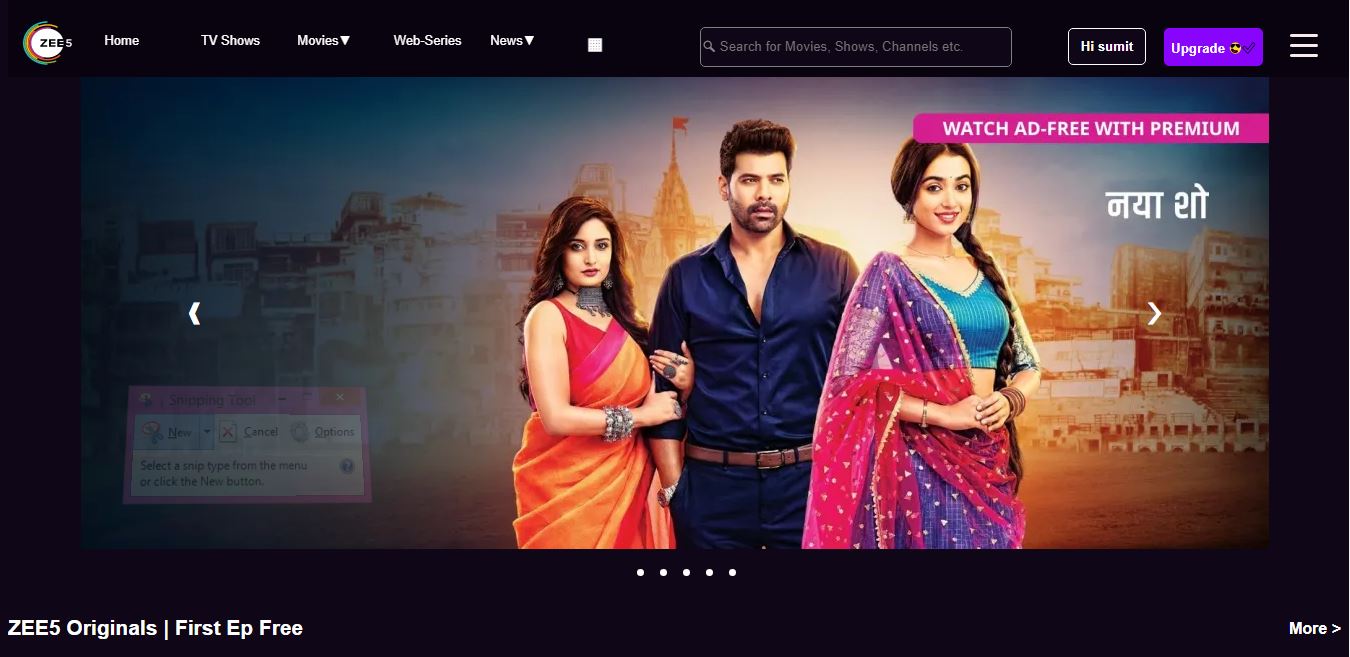 ZEE5
Home
TV Shows
Movies▼
Web-Series
News▼
Search for Movies, Shows, Channels etc.
Hi sumit
Upgrade
WATCH AD-FREE WITH PREMIUM
नया शो
Snipping Tool
New
Cancel
Options
Select a snip type from the menu
or click the New button.
ZEE5 Originals | First Ep Free
More >